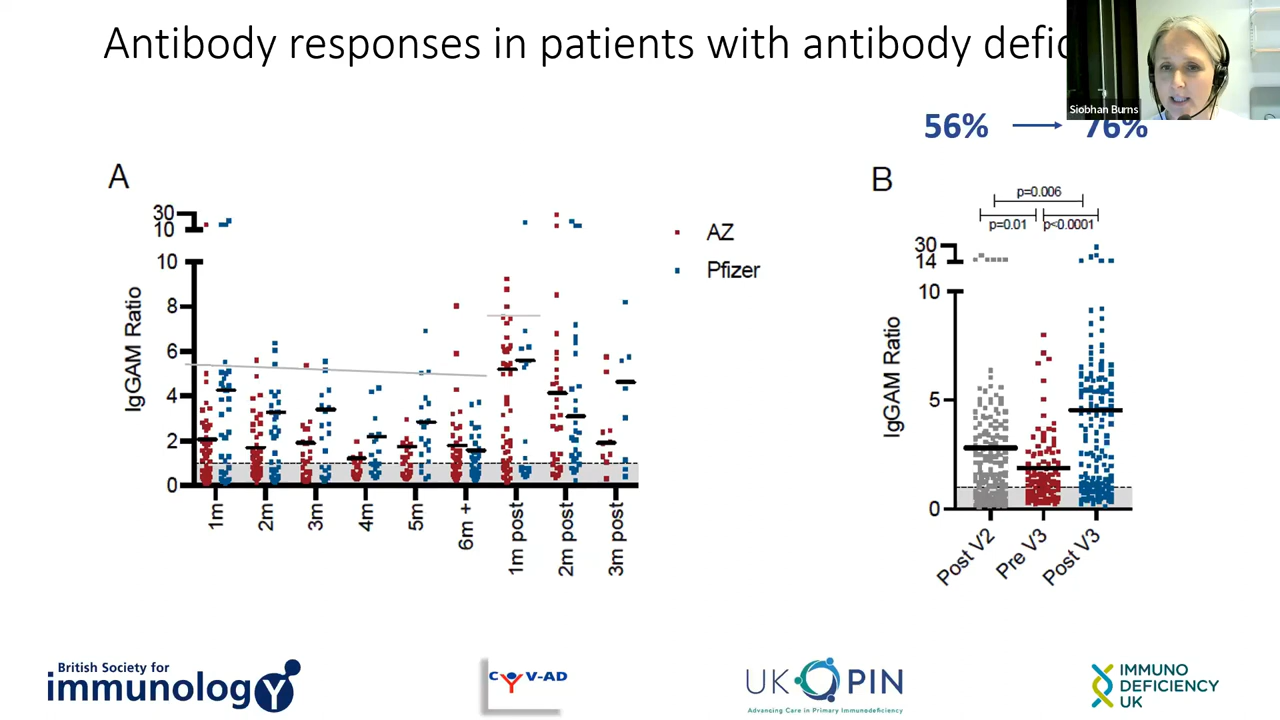 Antibody responses in patients with antibody
Siobhan Burns
56% 76%
A
30
10
10
8
6
4
2
0
IgGAM Ratio
1m
2m
3m
4m
5m
6m +
1m post
2m post
3m post
AZ
Pfizer
B
p=0.006
p=0.01 p<0.0001
30
14
10
5
0
IgGAM Ratio
Post V2
Pre V3
Post V3
British Society for
immunology
C V-AD
UK PIN
Advancing Care in Primary Immunodeficiency
IMMUNO
DEFICIENCY
UK